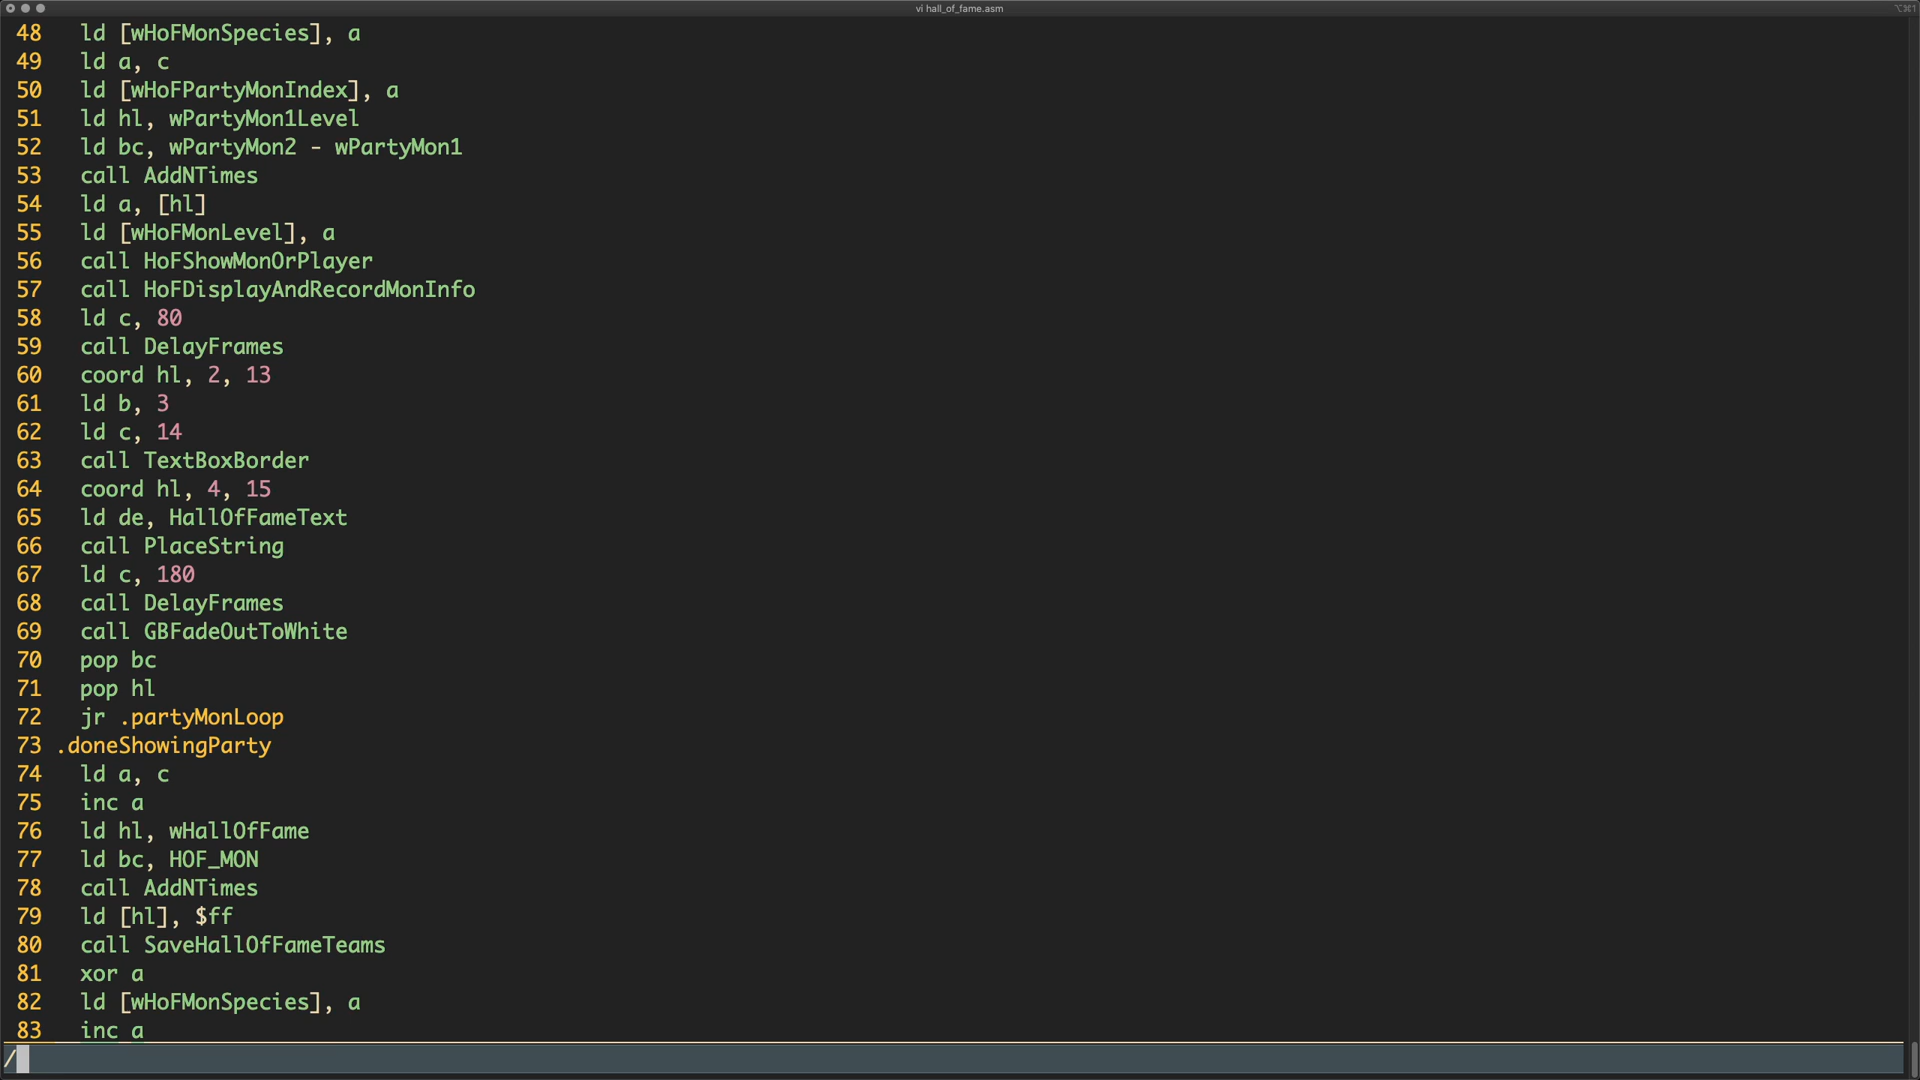 vi hall_of_fame.asm
⌥⌘1
48 ld [wHoFMonSpecies], a
49 ld a, c
50 ld [wHoFPartyMonIndex], a
51 ld hl, wPartyMon1Level
52 ld bc, wPartyMon2 - wPartyMon1
53 call AddNTimes
54 ld a, [hl]
55 ld [wHoFMonLevel], a
56 call HoFShowMonOrPlayer
57 call HoFDisplayAndRecordMonInfo
58 ld c, 80
59 call DelayFrames
60 coord hl, 2, 13
61 ld b, 3
62 ld c, 14
63 call TextBoxBorder
64 coord hl, 4, 15
65 ld de, HallOfFameText
66 call PlaceString
67 ld c, 180
68 call DelayFrames
69 call GBFadeOutToWhite
70 pop bc
71 pop hl
72 jr .partyMonLoop
73 .doneShowingParty
74 ld a, c
75 inc a
76 ld hl, wHallOfFame
77 ld bc, HOF_MON
78 call AddNTimes
79 ld [hl], $ff
80 call SaveHallOfFameTeams
81 xor a
82 ld [wHoFMonSpecies], a
83 inc a
/